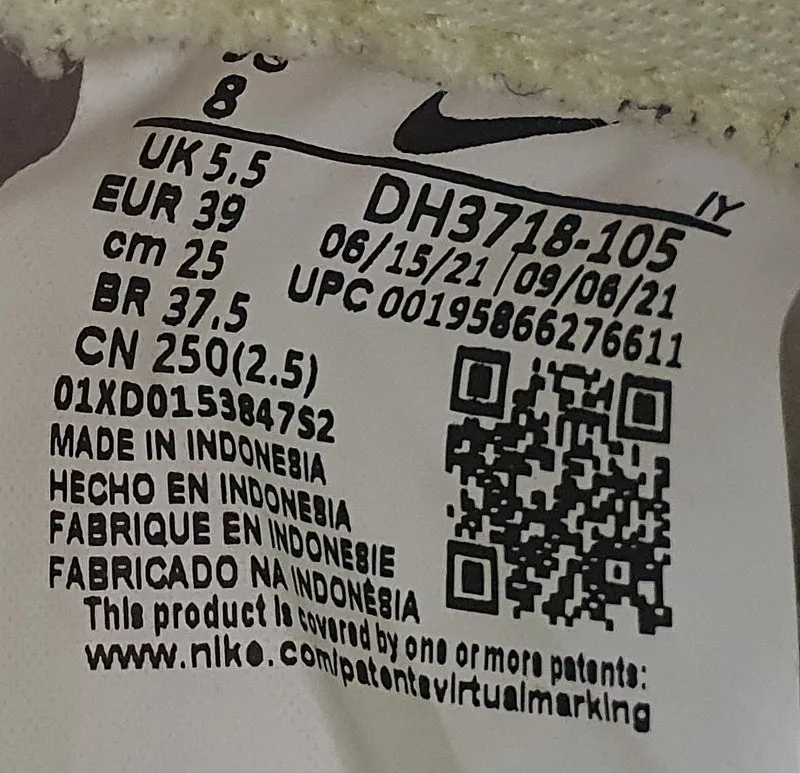 8
IY
UK 5.5
EUR 39
cm 25
BR 37.5
CN 250(2.5)
DH3718-105
06/15/21 / 09/06/21
UPC 00195866276611
01XD0153847S2
MADE IN INDONESIA
HECHO EN INDONESIA
FABRIQUE EN INDONESIE
FABRICADO NA INDONÉSIA
This product is covered by one or more patents:
www.nike.com/patentsvirtualmarking